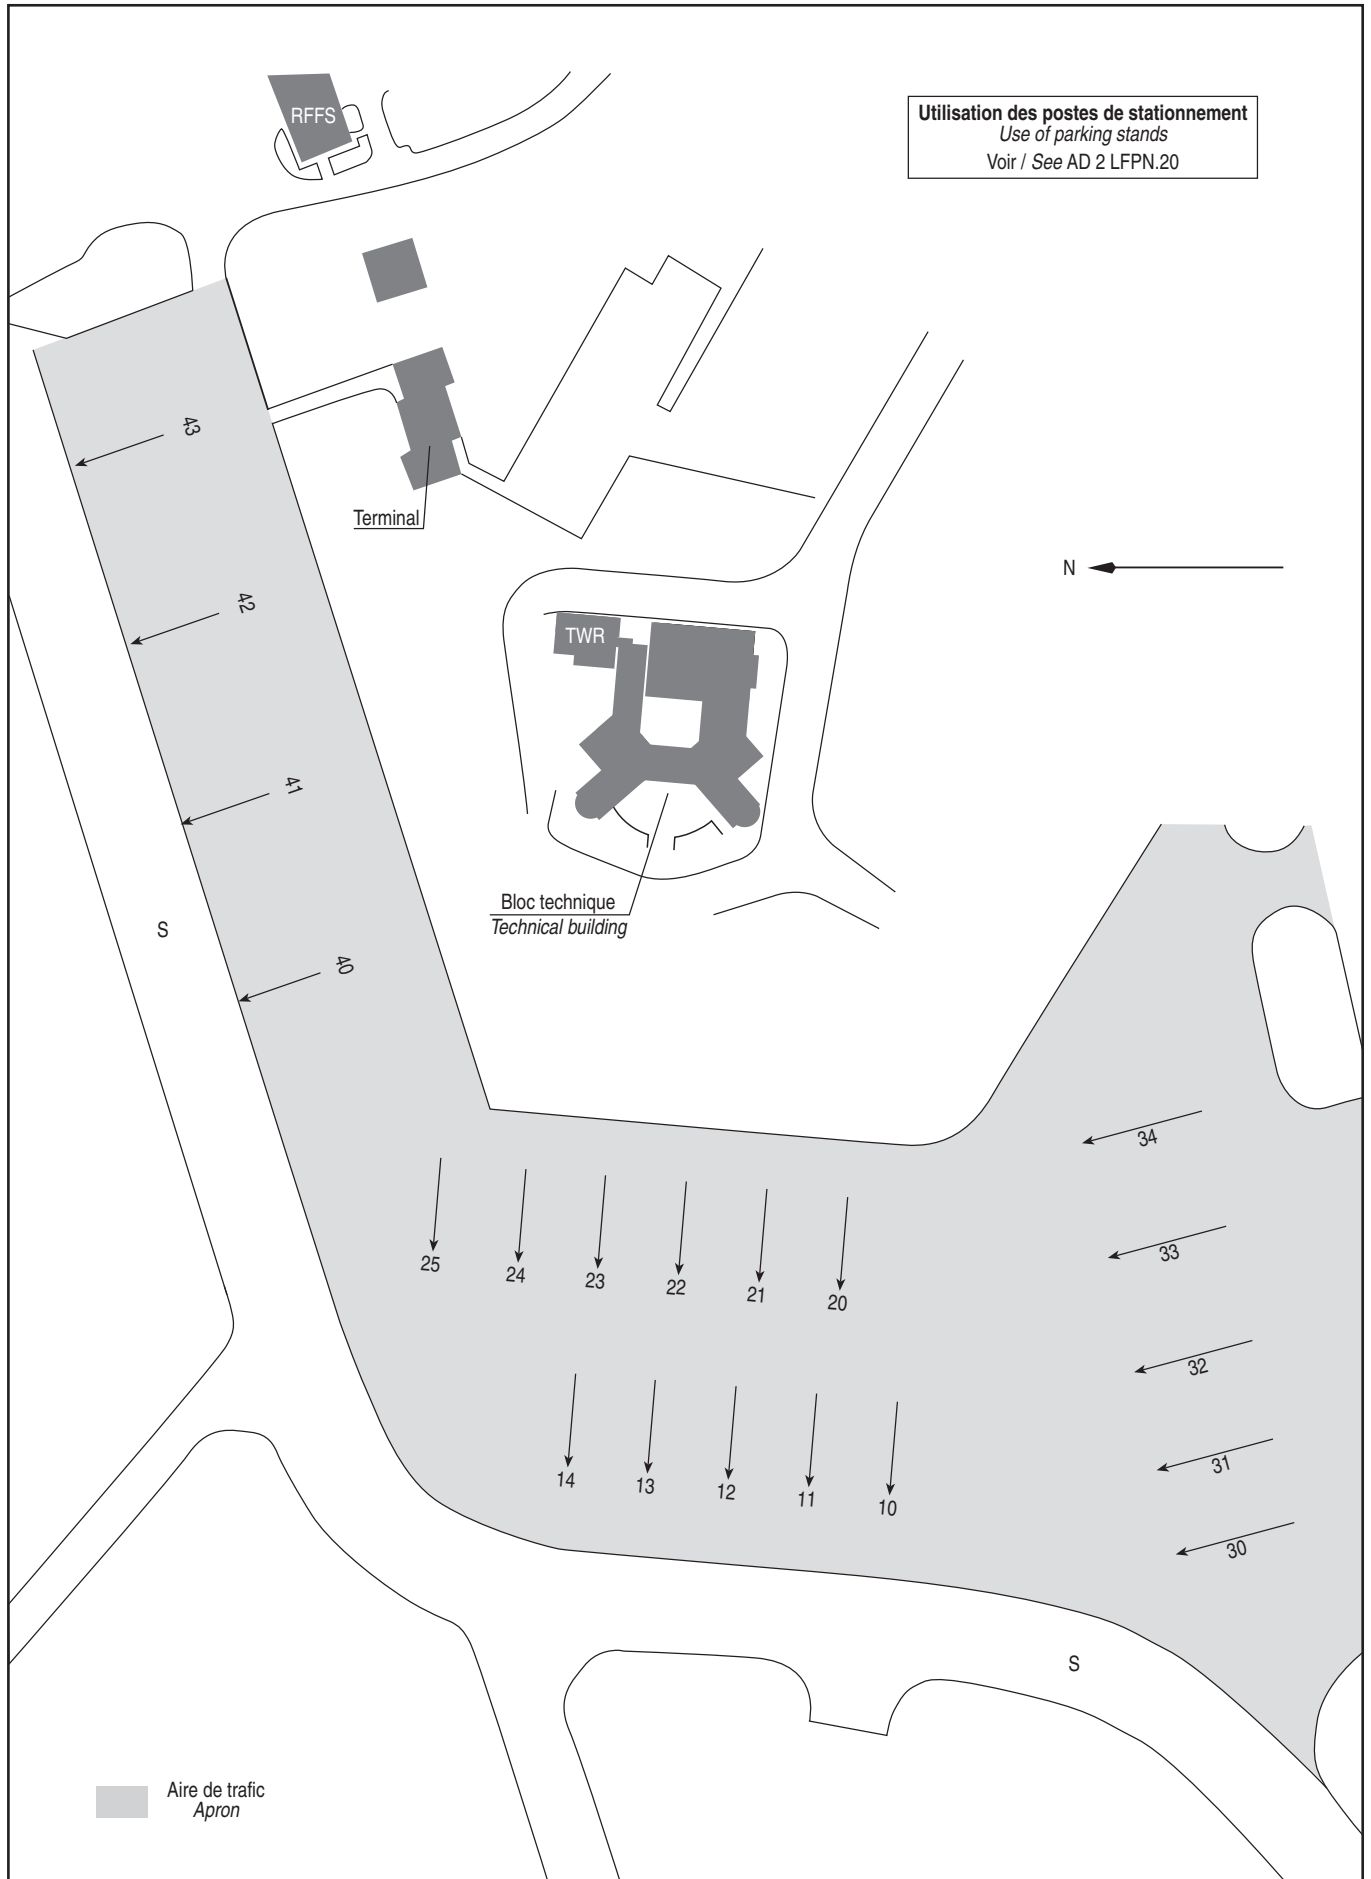 RFFS
Utilisation des postes de stationnement
Use of parking stands
Voir / See AD 2 LFPN.20
43
Terminal
N
42
TWR
41
Bloc technique
Technical building
S
40
34
33
25
24
23
22
21
20
32
31
14
13
12
11
10
30
S
Aire de trafic
Apron